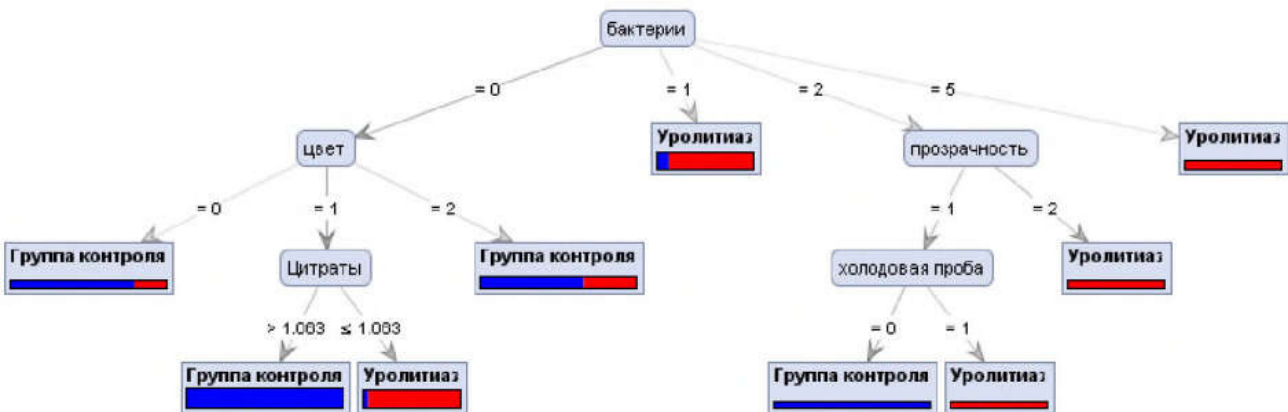 бактерии
= 0
= 1
= 2
= 5
цвет
Уролитиаз
прозрачность
Уролитиаз
= 0
= 1
= 2
= 1
= 2
Группа контроля
Цитраты
Группа контроля
холодовая проба
Уролитиаз
> 1.063
≤ 1.063
= 0
= 1
Группа контроля
Уролитиаз
Группа контроля
Уролитиаз